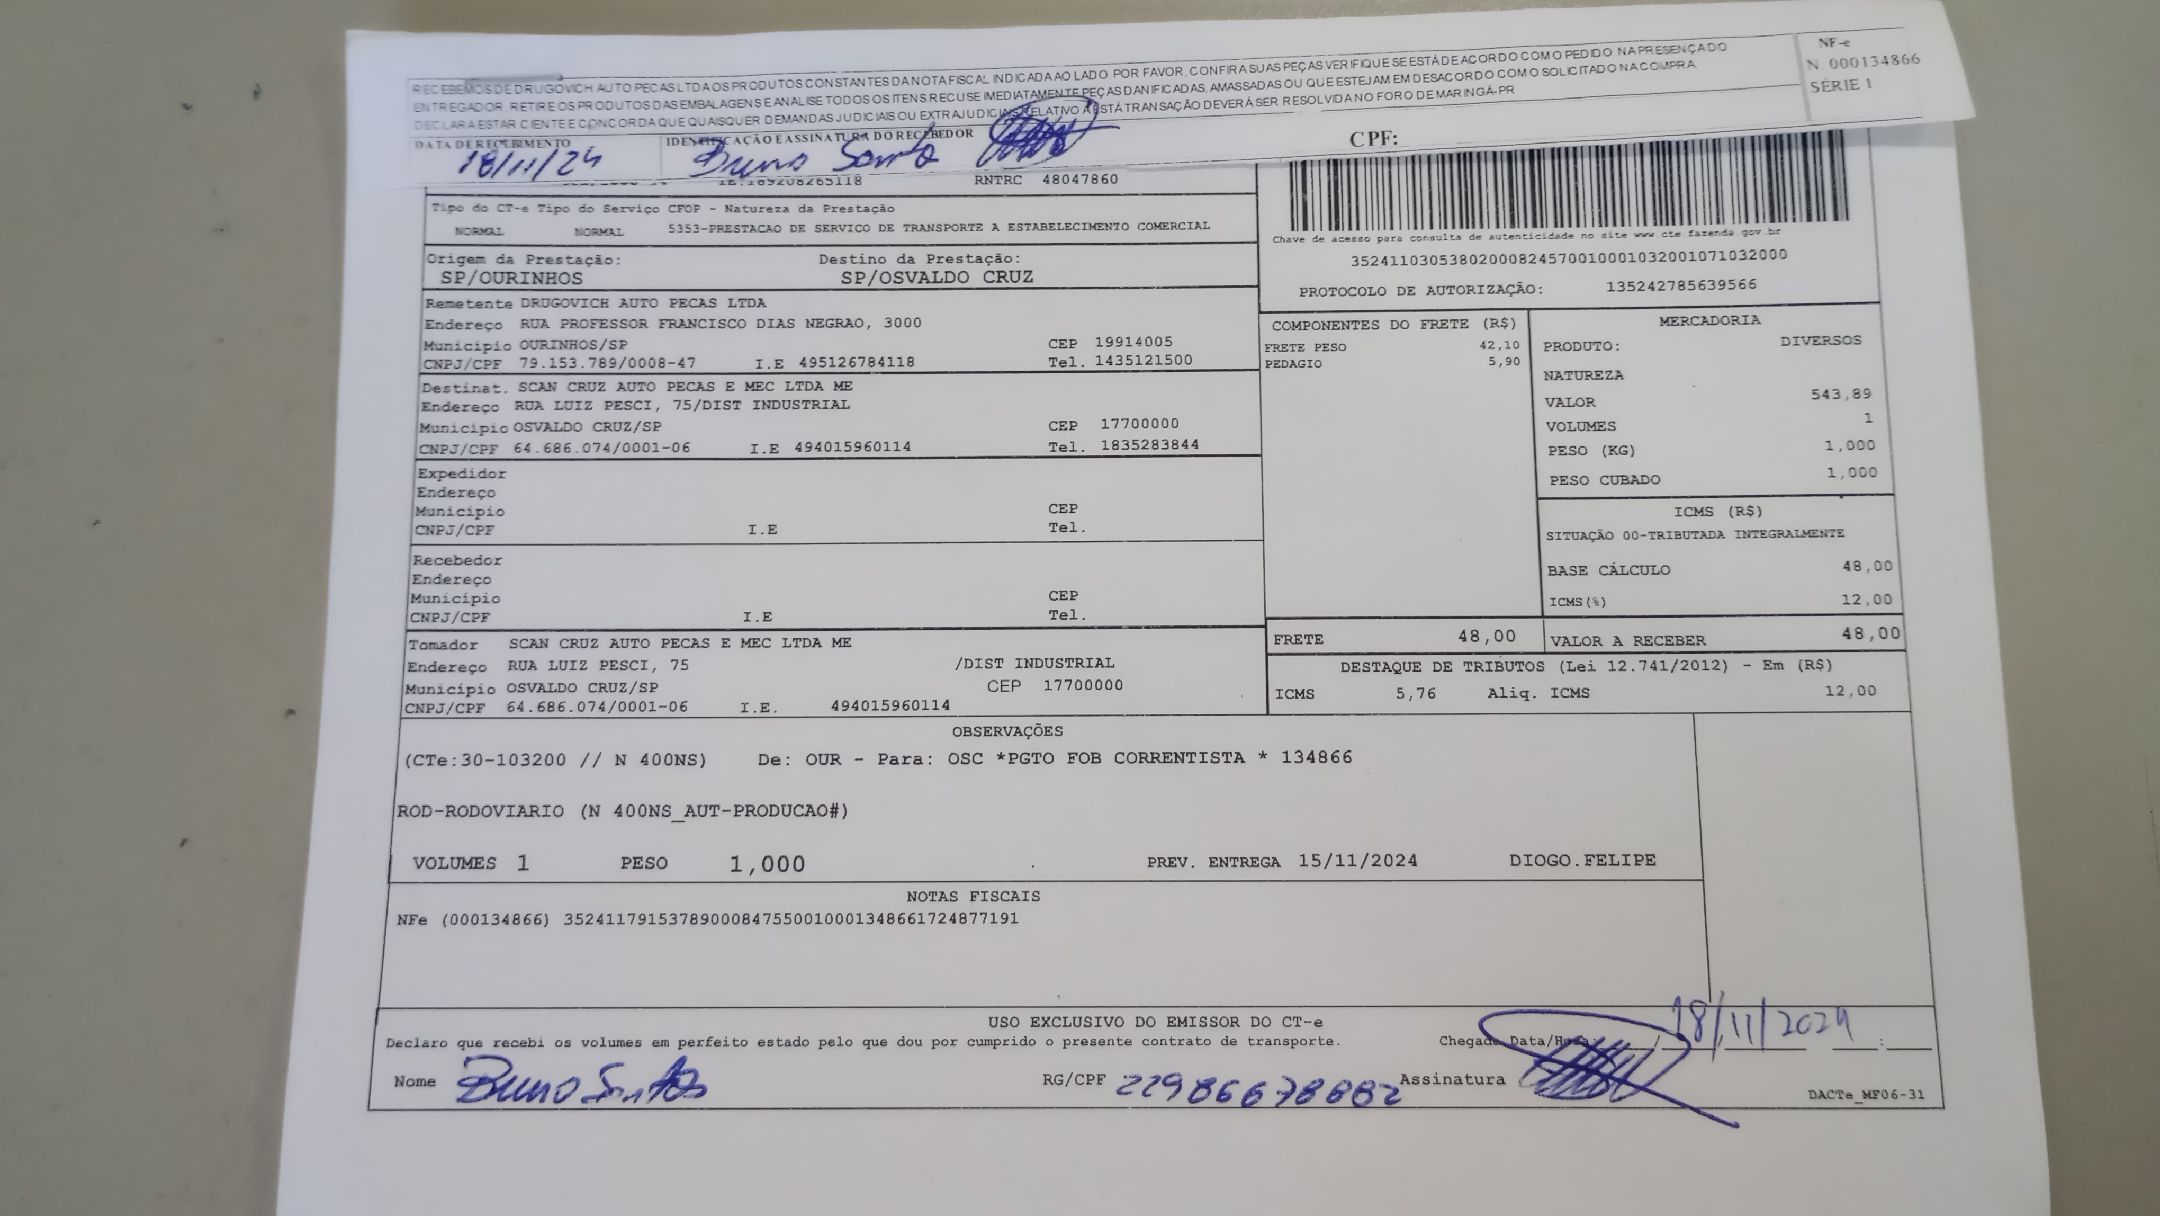 RECEBEMOS DE DRUGOVICH AUTO PECAS LTDA OS PRODUTOS CONSTANTES DA NOTA FISCAL INDICADA AO LADO POR FAVOR, CONFIRA SUAS PEÇAS VERIFIQUE SE ESTÁ DE ACORDO COM O PEDIDO NA PRESENÇA DO
ENTREGADOR RETIRE OS PRODUTOS DAS EMBALAGENS E ANALISE TODOS OS ITENS RECUSE IMEDIATAMENTE PEÇAS DANIFICADAS, AMASSADAS OU QUE ESTEJAM EM DESACORDO COM O SOLICITADO NA COMPRA
DECLARA ESTAR CIENTE E CONCORDA QUE QUAISQUER DEMANDAS JUDICIAIS OU EXTRAJUDICIAIS RELATIVO A ESTÁ TRANSAÇÃO DEVERÁ SER RESOLVIDA NO FORO DE MARINGÁ-PR
NF-e
N. 000134866
SÉRIE 1
DATA DE RECEBIMENTO IDENTIFICAÇÃO E ASSINATURA DO RECEBEDOR CPF:
18/11/24 Bruno Santo
IE:169208265118 RNTRC 48047860
Tipo do CT-e Tipo do Serviço CFOP - Natureza da Prestação
NORMAL NORMAL 5353-PRESTACAO DE SERVICO DE TRANSPORTE A ESTABELECIMENTO COMERCIAL
Origem da Prestação: Destino da Prestação:
SP/OURINHOS SP/OSVALDO CRUZ
Chave de acesso para consulta de autenticidade no site www.cte.fazenda.gov.br
35241103053802000824570010001032001071032000
PROTOCOLO DE AUTORIZAÇÃO: 135242785639566
Remetente DRUGOVICH AUTO PECAS LTDA
Endereço RUA PROFESSOR FRANCISCO DIAS NEGRAO, 3000
Município OURINHOS/SP CEP 19914005
CNPJ/CPF 79.153.789/0008-47 I.E 495126784118 Tel. 1435121500
Destinat. SCAN CRUZ AUTO PECAS E MEC LTDA ME
Endereço RUA LUIZ PESCI, 75/DIST INDUSTRIAL
Município OSVALDO CRUZ/SP CEP 17700000
CNPJ/CPF 64.686.074/0001-06 I.E 494015960114 Tel. 1835283844
Expedidor
Endereço
Município CEP
CNPJ/CPF I.E Tel.
Recebedor
Endereço
Município CEP
CNPJ/CPF I.E Tel.
Tomador SCAN CRUZ AUTO PECAS E MEC LTDA ME
Endereço RUA LUIZ PESCI, 75 /DIST INDUSTRIAL
Município OSVALDO CRUZ/SP CEP 17700000
CNPJ/CPF 64.686.074/0001-06 I.E. 494015960114
COMPONENTES DO FRETE (R$)
FRETE PESO 42,10
PEDAGIO 5,90
MERCADORIA
PRODUTO: DIVERSOS
NATUREZA
VALOR 543,89
VOLUMES 1
PESO (KG) 1,000
PESO CUBADO 1,000
ICMS (R$)
SITUAÇÃO 00-TRIBUTADA INTEGRALMENTE
BASE CÁLCULO 48,00
ICMS(%) 12,00
FRETE 48,00 VALOR A RECEBER 48,00
DESTAQUE DE TRIBUTOS (Lei 12.741/2012) - Em (R$)
ICMS 5,76 Aliq. ICMS 12,00
OBSERVAÇÕES
(CTe:30-103200 // N 400NS) De: OUR - Para: OSC *PGTO FOB CORRENTISTA * 134866
ROD-RODOVIARIO (N 400NS_AUT-PRODUCAO#)
VOLUMES 1 PESO 1,000 PREV. ENTREGA 15/11/2024 DIOGO.FELIPE
NOTAS FISCAIS
NFe (000134866) 35241179153789000847550010001348661724877191
USO EXCLUSIVO DO EMISSOR DO CT-e
Declaro que recebi os volumes em perfeito estado pelo que dou por cumprido o presente contrato de transporte. Chegada Data/Hora: 18/11/2024
Nome Bruno Santos RG/CPF 22986678882 Assinatura
DACTe_MF06-31